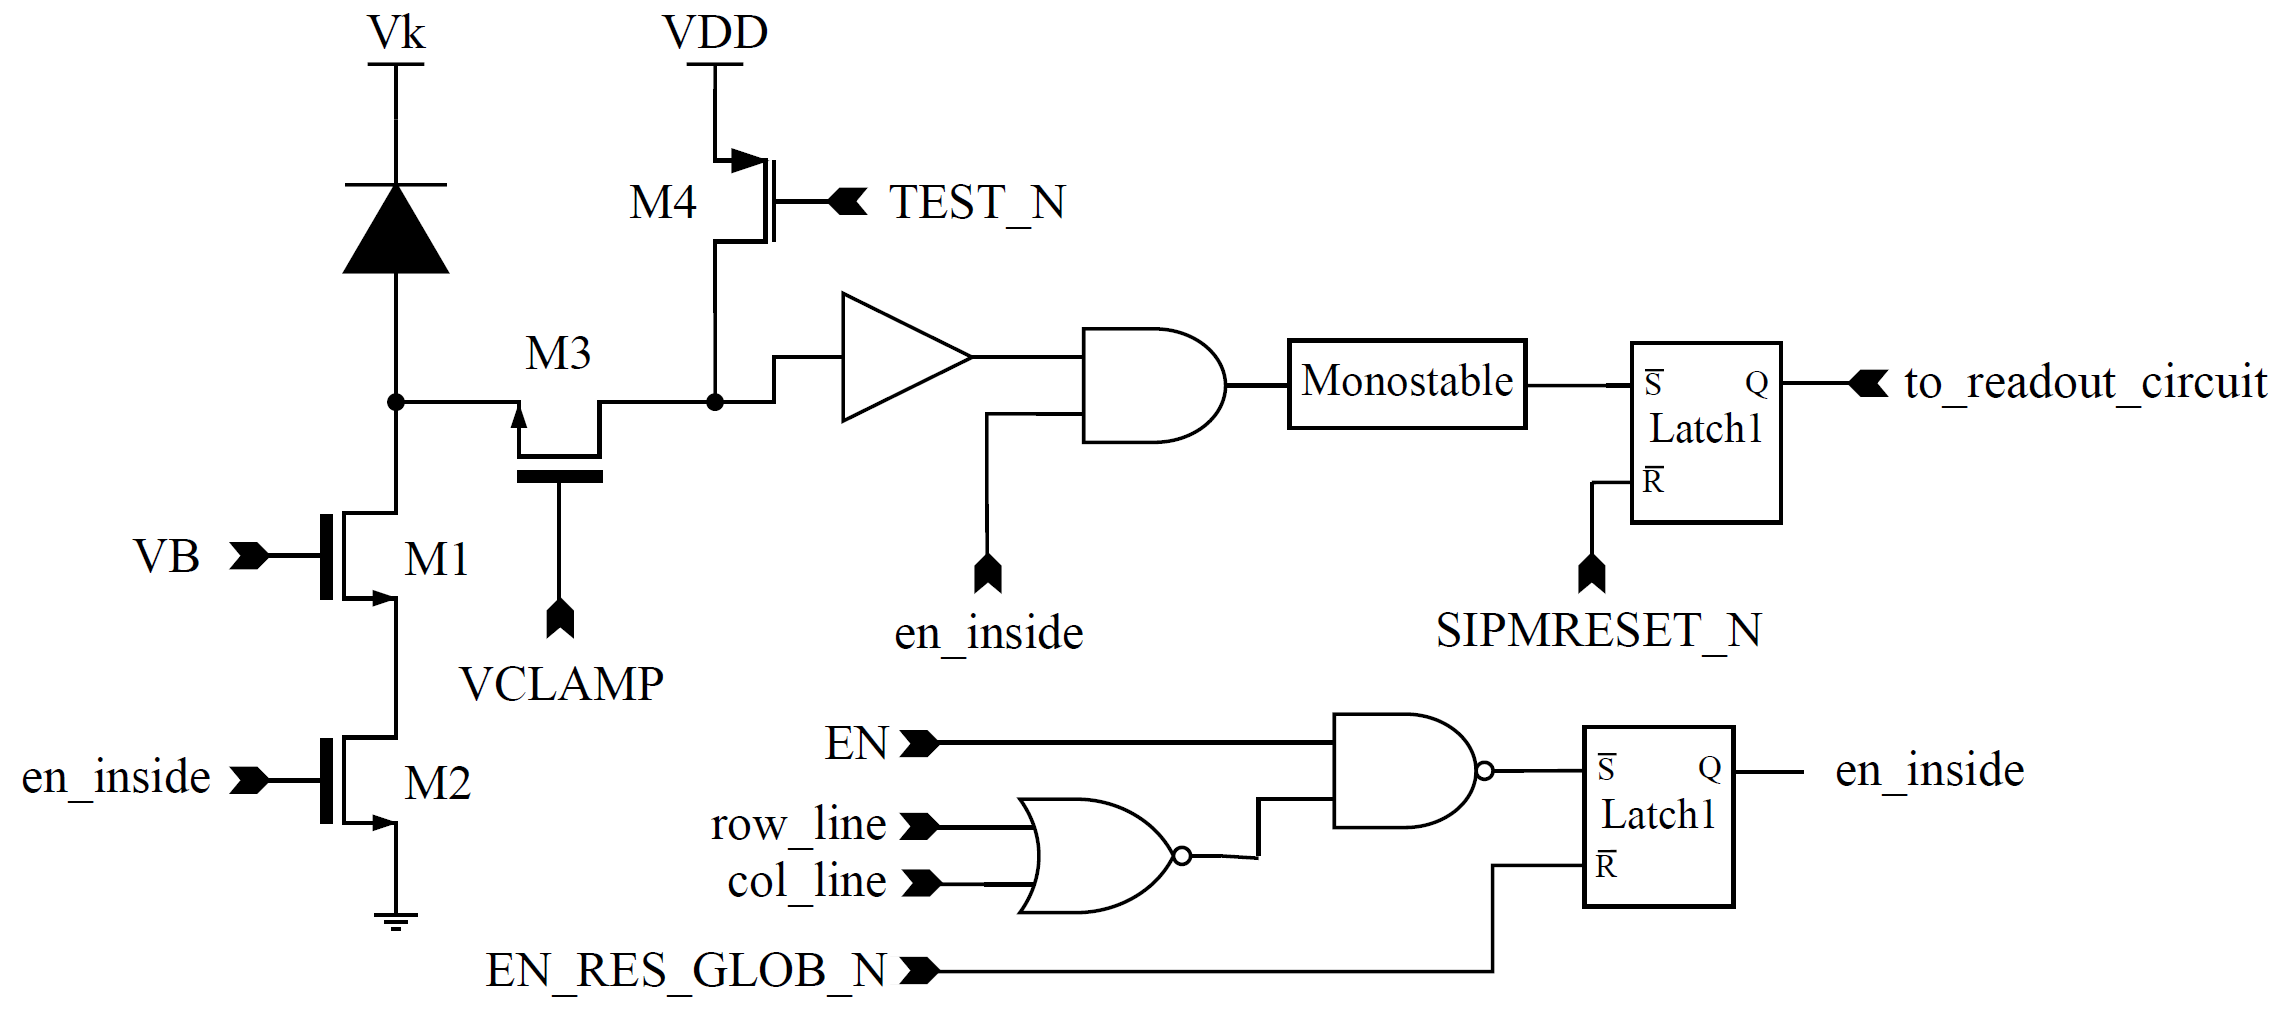 Vk
VDD
M4
TEST_N
M3
Monostable
S̅
Q
Latch1
R̅
to_readout_circuit
VB
M1
VCLAMP
en_inside
SIPMRESET_N
en_inside
M2
EN
row_line
col_line
S̅
Q
Latch1
R̅
en_inside
EN_RES_GLOB_N